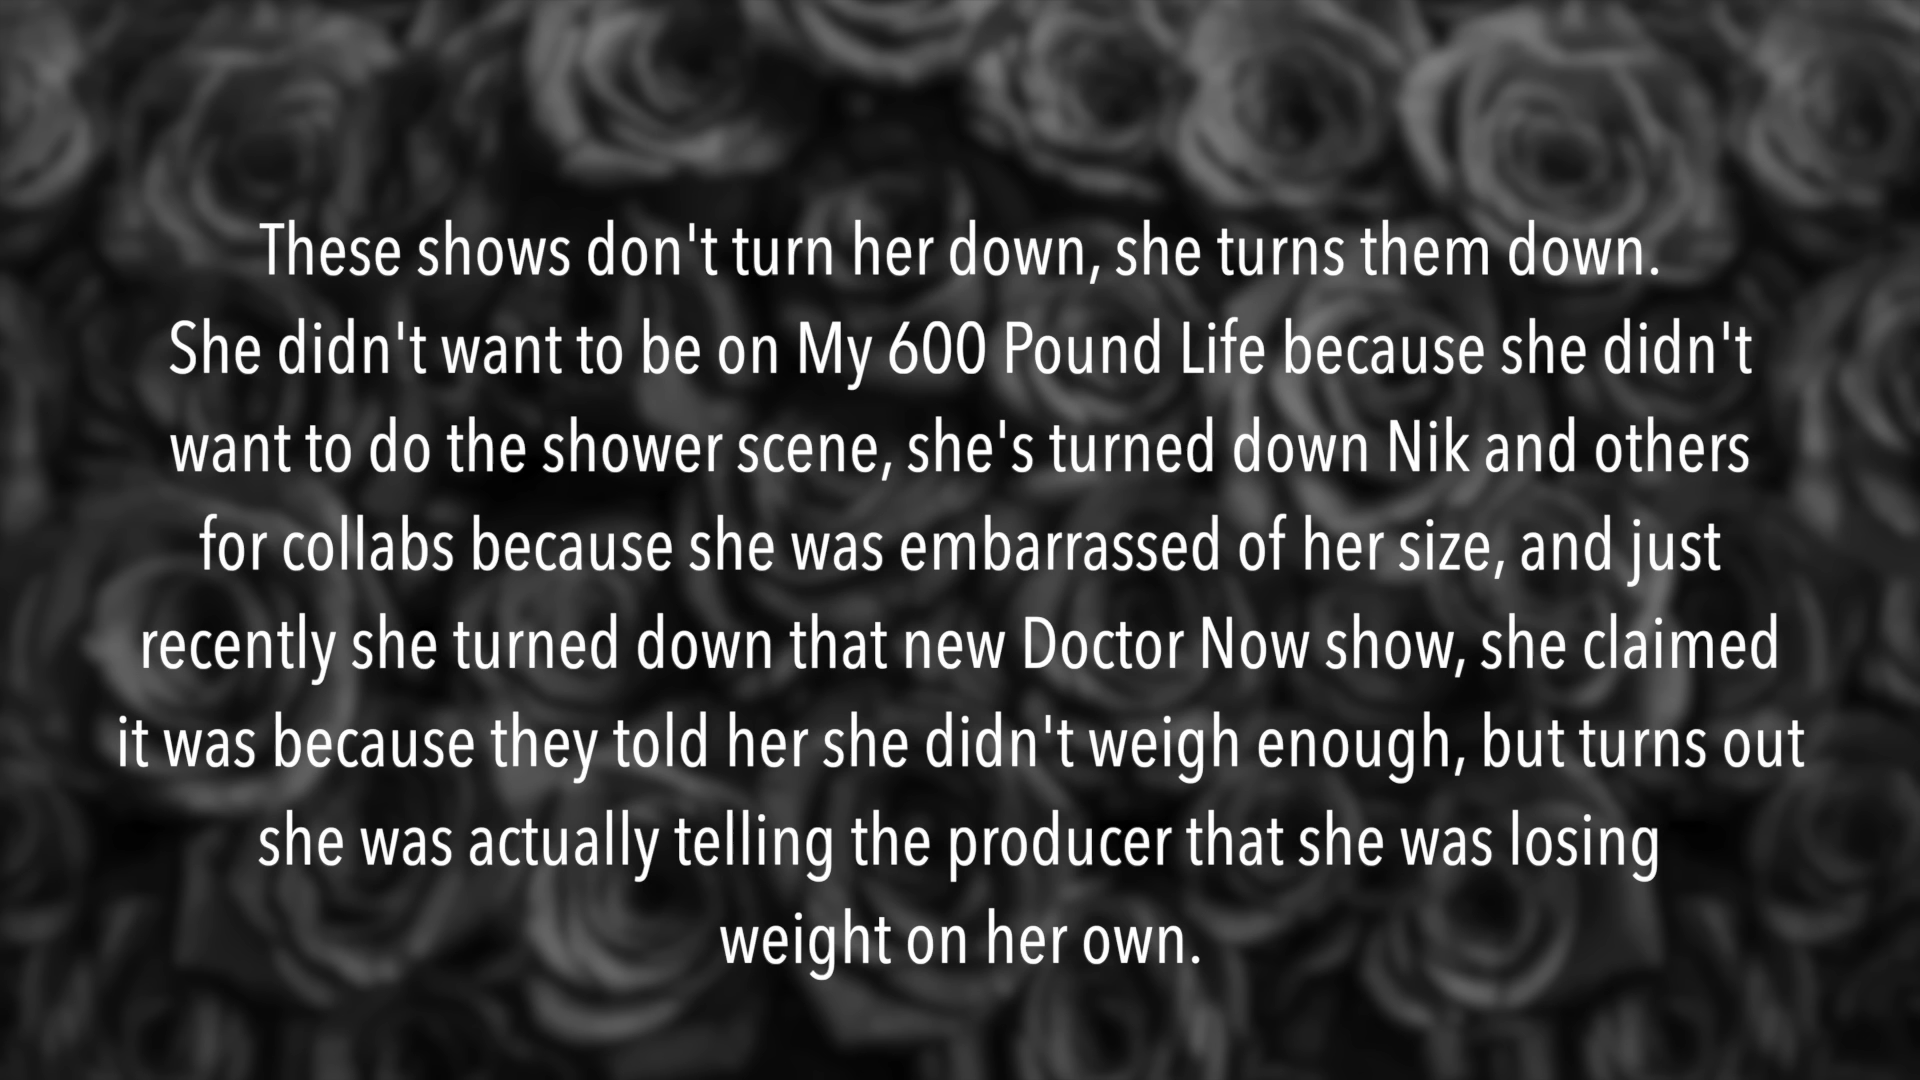 These shows don't turn her down, she turns them down.
She didn't want to be on My 600 Pound Life because she didn't
want to do the shower scene, she's turned down Nik and others
for collabs because she was embarrassed of her size, and just
recently she turned down that new Doctor Now show, she claimed
it was because they told her she didn't weigh enough, but turns out
she was actually telling the producer that she was losing
weight on her own.